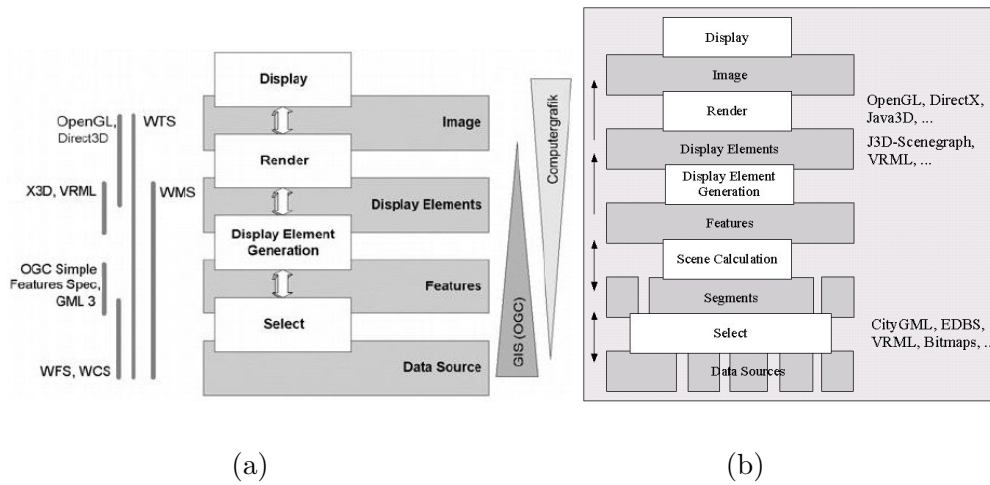 Display
Image
OpenGL,
Direct3D
WTS
Render
X3D, VRML
WMS
Display Elements
Display Element
Generation
OGC Simple
Features Spec,
GML 3
Features
Select
WFS, WCS
Data Source
GIS (OGC)
Computergrafik
(a)
Display
Image
Render
OpenGL, DirectX,
Java3D, ...
Display Elements
J3D-Scenegraph,
VRML, ...
Display Element
Generation
Features
Scene Calculation
Segments
Select
CityGML, EDBS,
VRML, Bitmaps, ..
Data Sources
(b)